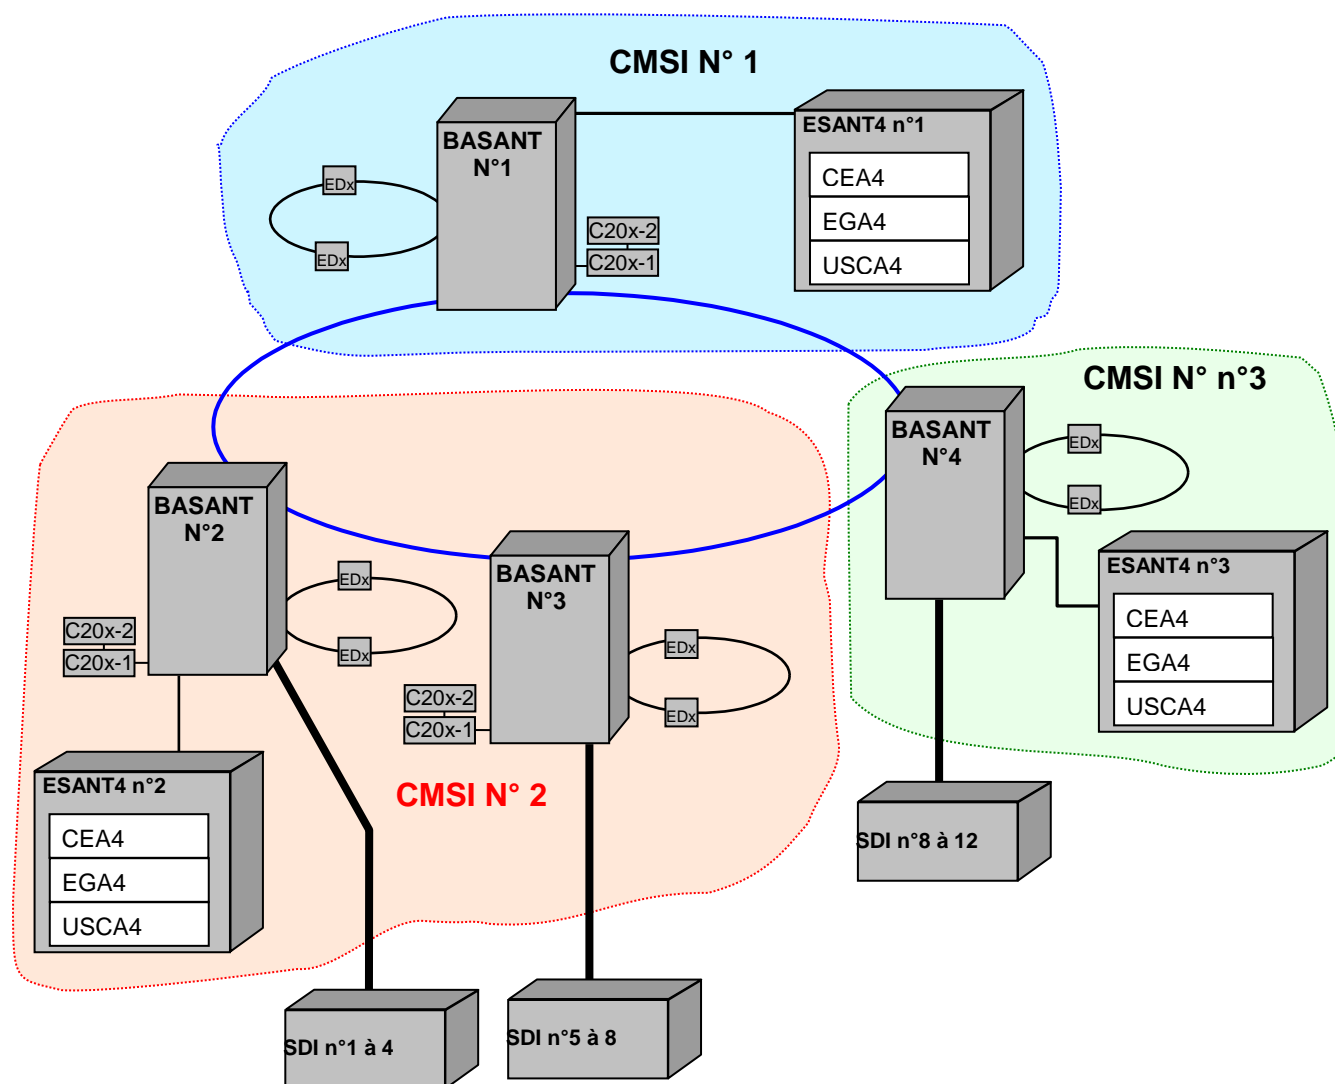 CMSI N° 1
BASANT
N°1
ESANT4 n°1
CEA4
EGA4
USCA4
EDx
EDx
C20x-2
C20x-1
CMSI N° n°3
BASANT
N°4
EDx
EDx
ESANT4 n°3
CEA4
EGA4
USCA4
SDI n°8 à 12
BASANT
N°2
EDx
EDx
C20x-2
C20x-1
BASANT
N°3
EDx
EDx
C20x-2
C20x-1
CMSI N° 2
ESANT4 n°2
CEA4
EGA4
USCA4
SDI n°1 à 4
SDI n°5 à 8